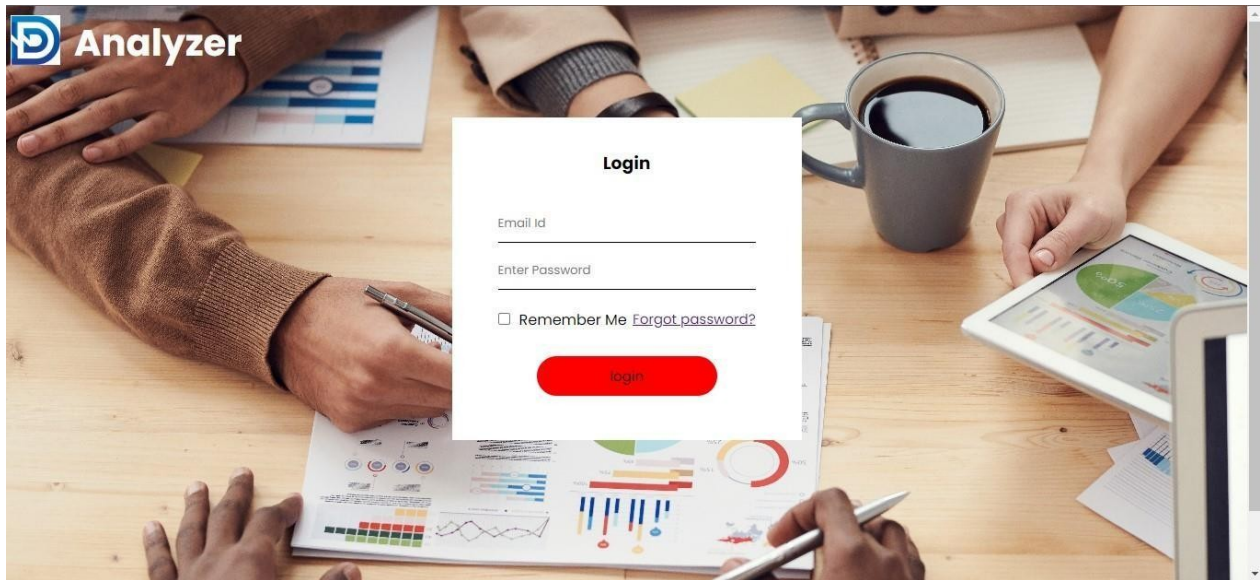 D Analyzer
Login
Email Id
Enter Password
Remember Me Forgot password?
login